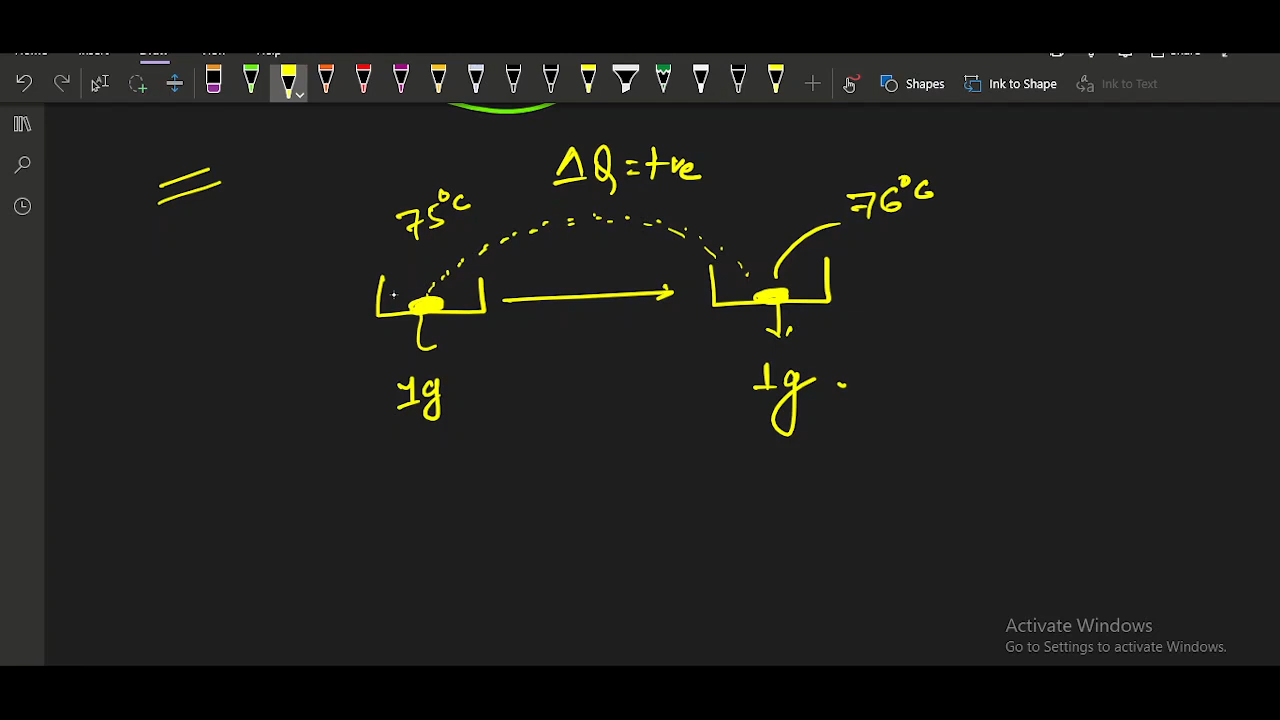 Shapes
Ink to Shape
Ink to Text
ΔQ = +ve
75°C
76°C
1g
1g
Activate Windows
Go to Settings to activate Windows.